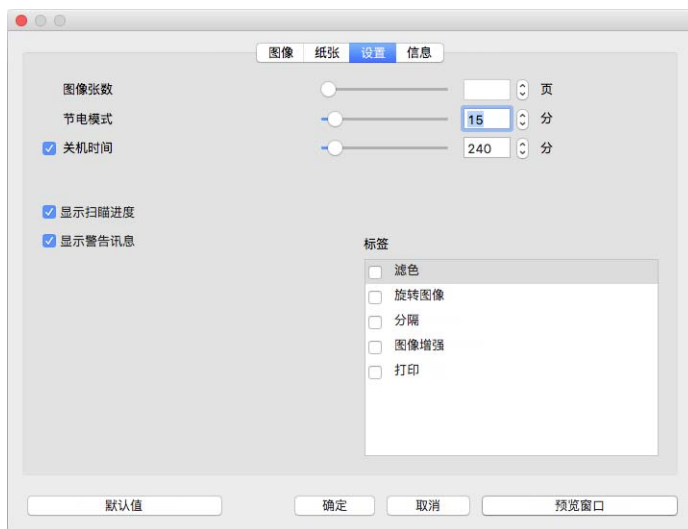 图像 纸张 设置 信息
图像张数 页
节电模式 15 分
关机时间 240 分
显示扫瞄进度
显示警告讯息
标签
滤色
旋转图像
分隔
图像增强
打印
默认值 确定 取消 预览窗口